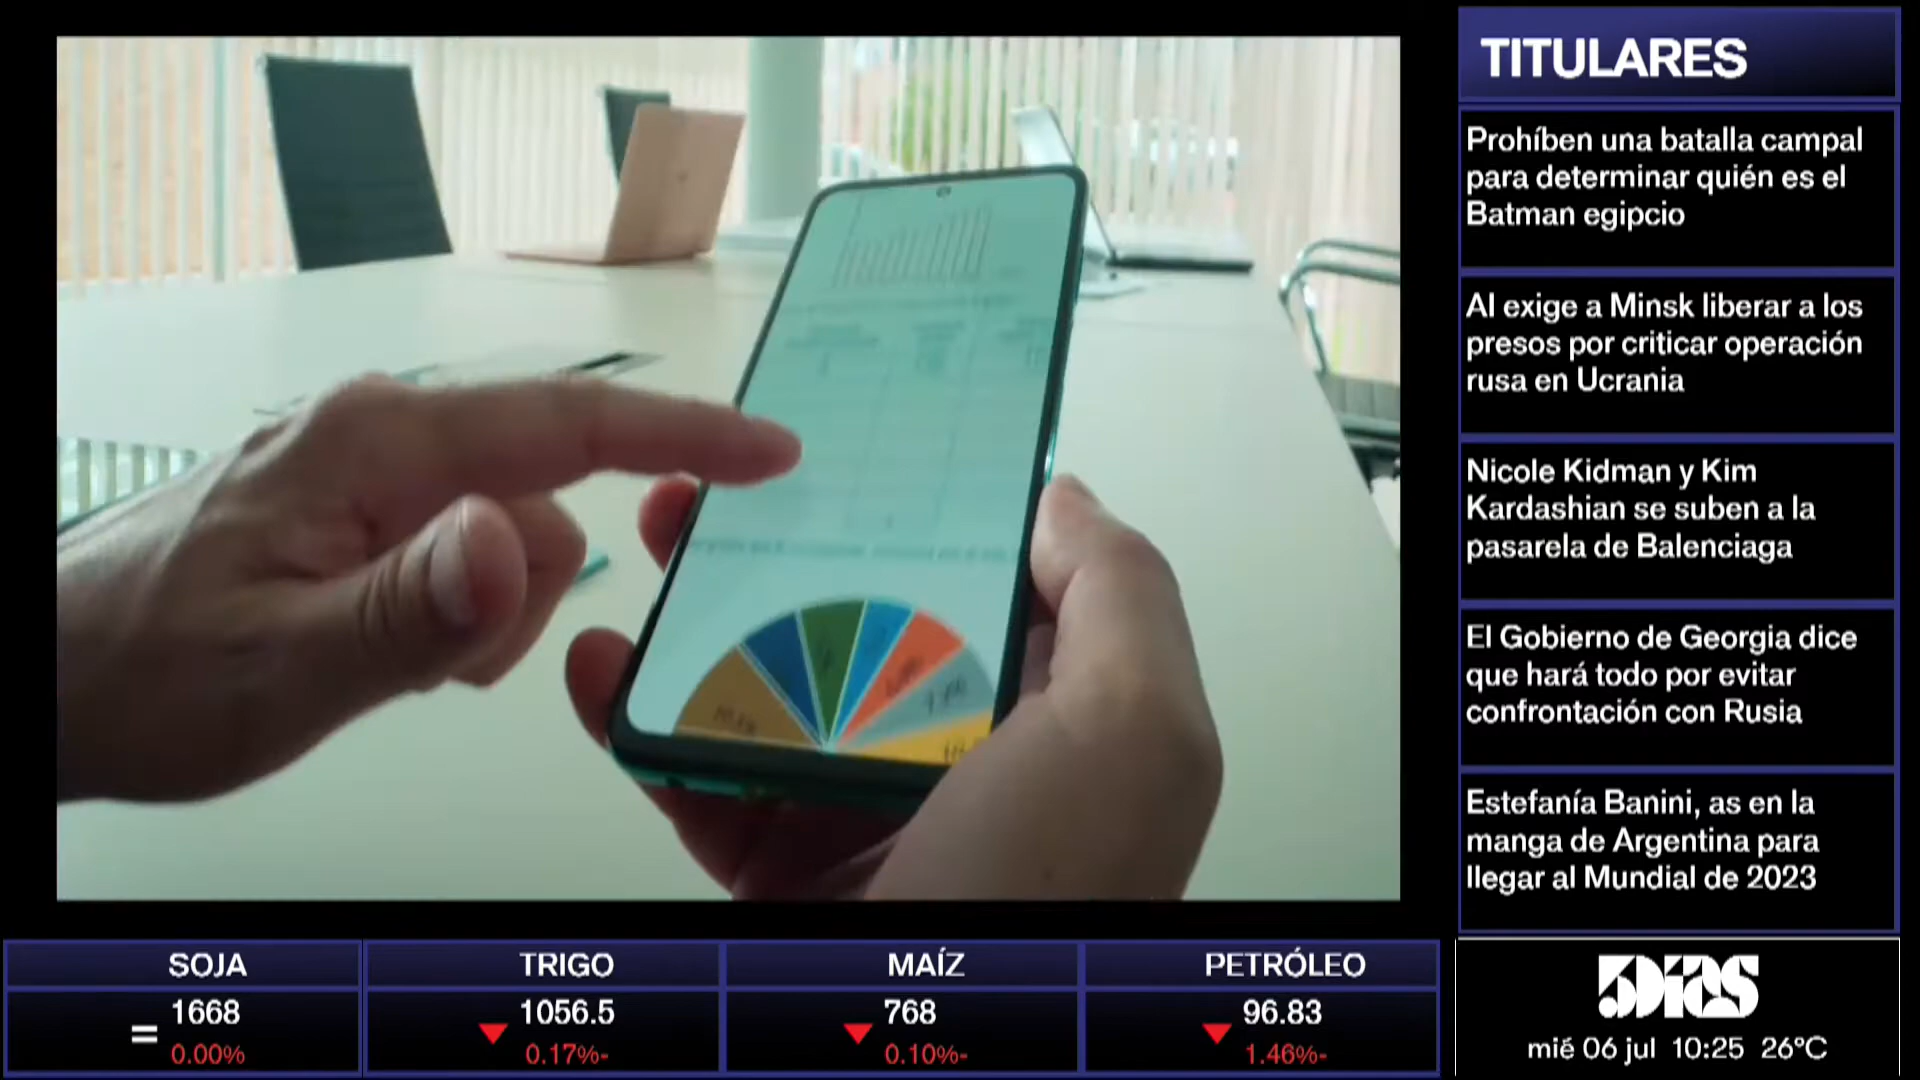 TITULARES
Prohíben una batalla campal
para determinar quién es el
Batman egipcio
AI exige a Minsk liberar a los
presos por criticar operación
rusa en Ucrania
Nicole Kidman y Kim
Kardashian se suben a la
pasarela de Balenciaga
El Gobierno de Georgia dice
que hará todo por evitar
confrontación con Rusia
Estefanía Banini, as en la
manga de Argentina para
llegar al Mundial de 2023
SOJA
1668
0.00%
TRIGO
1056.5
0.17%-
MAÍZ
768
0.10%-
PETRÓLEO
96.83
1.46%-
5Días
mié 06 jul 10:25 26°C